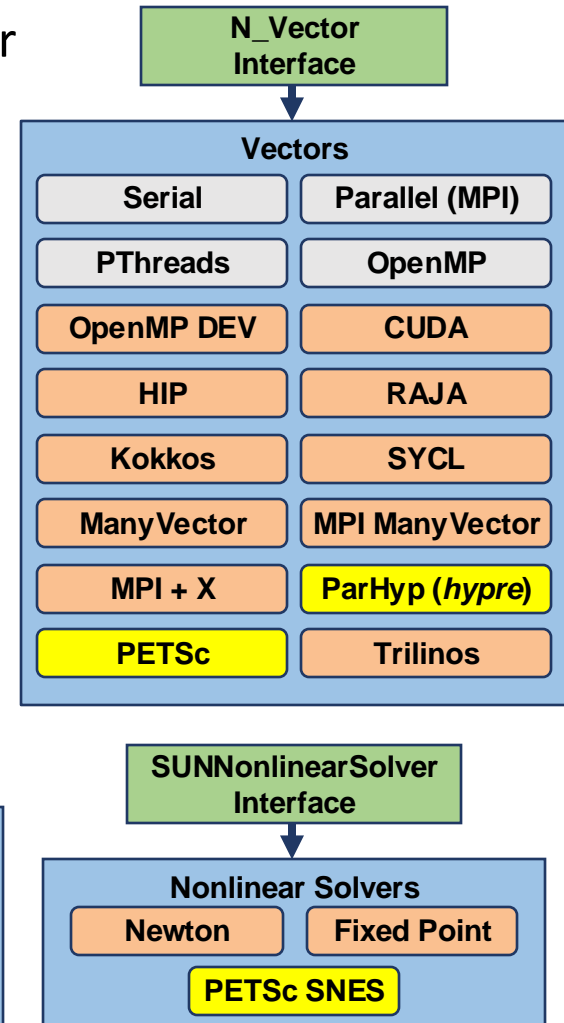 r
N_Vector
Interface
Vectors
Serial
Parallel (MPI)
PThreads
OpenMP
OpenMP DEV
CUDA
HIP
RAJA
Kokkos
SYCL
ManyVector
MPI ManyVector
MPI + X
ParHyp (hypre)
PETSc
Trilinos
SUNNonlinearSolver
Interface
Nonlinear Solvers
Newton
Fixed Point
PETSc SNES